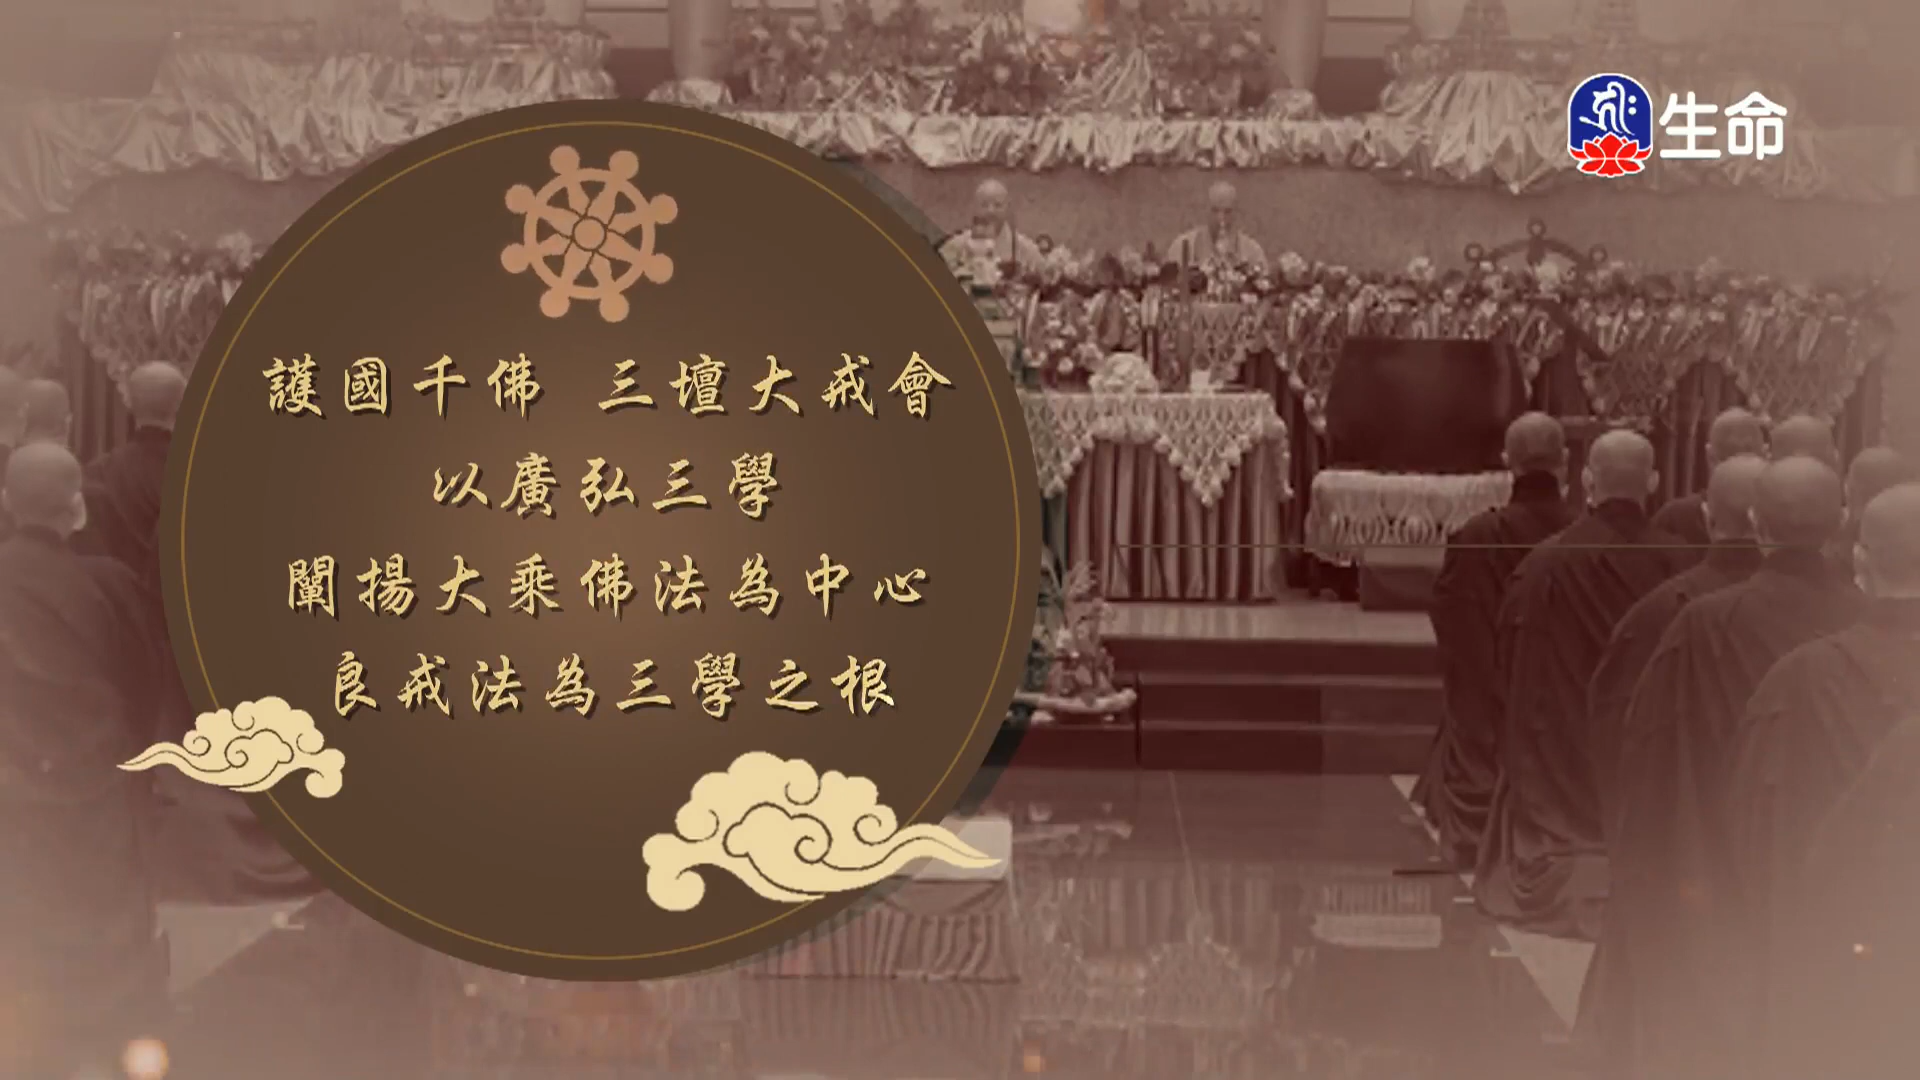 生命
護國千佛 三壇大戒會
以廣弘三學
闡揚大乘佛法為中心
良戒法為三學之根